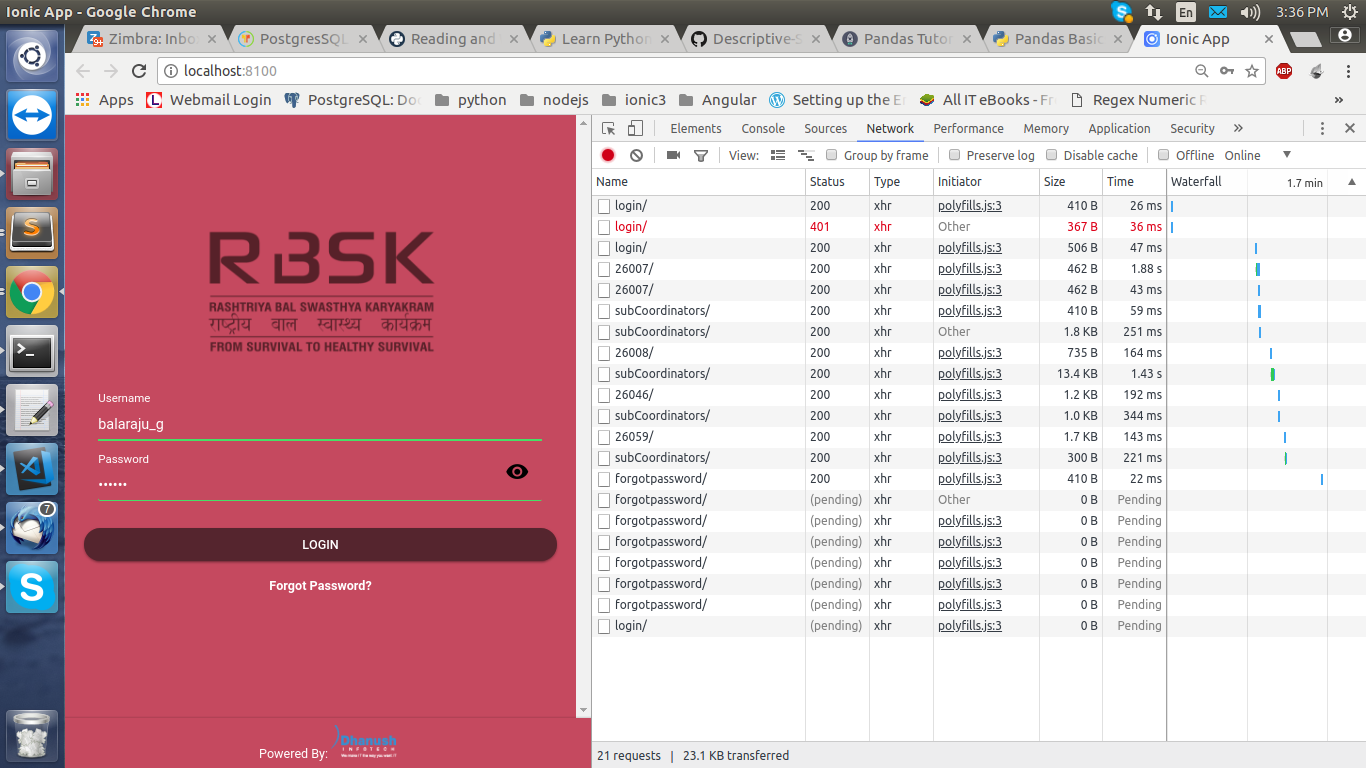 Ionic App - Google Chrome
En
3:36 PM
Zimbra: Inbo
PostgresSQL
Reading and
Learn Python
Descriptive-S
Pandas Tutor
Pandas Basic
Ionic App
localhost:8100
ABP
Apps
Webmail Login
PostgreSQL: Do
python
nodejs
ionic3
Angular
Setting up the E
All IT eBooks - Fr
Regex Numeric R
»
RBSK
RASHTRIYA BAL SWASTHYA KARYAKRAM
राष्ट्रीय बाल स्वास्थ्य कार्यक्रम
FROM SURVIVAL TO HEALTHY SURVIVAL
Username
balaraju_g
Password
••••••
LOGIN
Forgot Password?
Powered By:
Dhanush
INFOTECH
7
Elements Console Sources Network Performance Memory Application Security »
View: Group by frame Preserve log Disable cache Offline Online
Name Status Type Initiator Size Time Waterfall 1.7 min
login/ 200 xhr polyfills.js:3 410 B 26 ms
login/ 401 xhr Other 367 B 36 ms
login/ 200 xhr polyfills.js:3 506 B 47 ms
26007/ 200 xhr polyfills.js:3 462 B 1.88 s
26007/ 200 xhr polyfills.js:3 462 B 43 ms
subCoordinators/ 200 xhr polyfills.js:3 410 B 59 ms
subCoordinators/ 200 xhr Other 1.8 KB 251 ms
26008/ 200 xhr polyfills.js:3 735 B 164 ms
subCoordinators/ 200 xhr polyfills.js:3 13.4 KB 1.43 s
26046/ 200 xhr polyfills.js:3 1.2 KB 192 ms
subCoordinators/ 200 xhr polyfills.js:3 1.0 KB 344 ms
26059/ 200 xhr polyfills.js:3 1.7 KB 143 ms
subCoordinators/ 200 xhr polyfills.js:3 300 B 221 ms
forgotpassword/ 200 xhr polyfills.js:3 410 B 22 ms
forgotpassword/ (pending) xhr Other 0 B Pending
forgotpassword/ (pending) xhr polyfills.js:3 0 B Pending
forgotpassword/ (pending) xhr polyfills.js:3 0 B Pending
forgotpassword/ (pending) xhr polyfills.js:3 0 B Pending
forgotpassword/ (pending) xhr polyfills.js:3 0 B Pending
forgotpassword/ (pending) xhr polyfills.js:3 0 B Pending
login/ (pending) xhr polyfills.js:3 0 B Pending
21 requests | 23.1 KB transferred